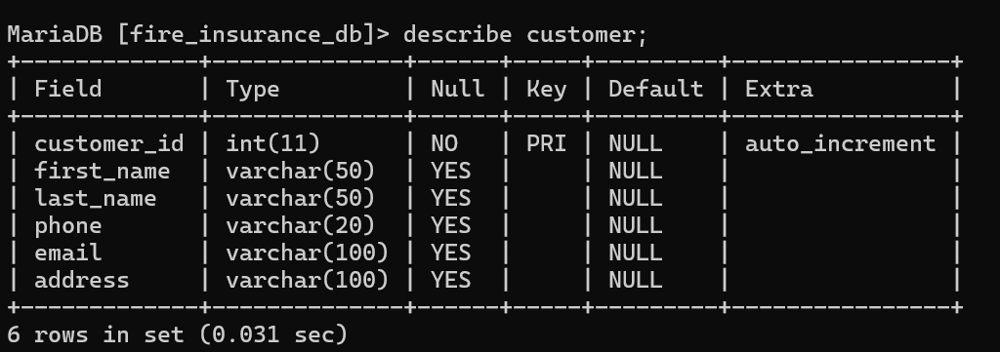 MariaDB [fire_insurance_db]> describe customer;
+-------------+--------------+------+-----+---------+----------------+
| Field       | Type         | Null | Key | Default | Extra          |
+-------------+--------------+------+-----+---------+----------------+
| customer_id | int(11)      | NO   | PRI | NULL    | auto_increment |
| first_name  | varchar(50)  | YES  |     | NULL    |                |
| last_name   | varchar(50)  | YES  |     | NULL    |                |
| phone       | varchar(20)  | YES  |     | NULL    |                |
| email       | varchar(100) | YES  |     | NULL    |                |
| address     | varchar(100) | YES  |     | NULL    |                |
+-------------+--------------+------+-----+---------+----------------+
6 rows in set (0.031 sec)